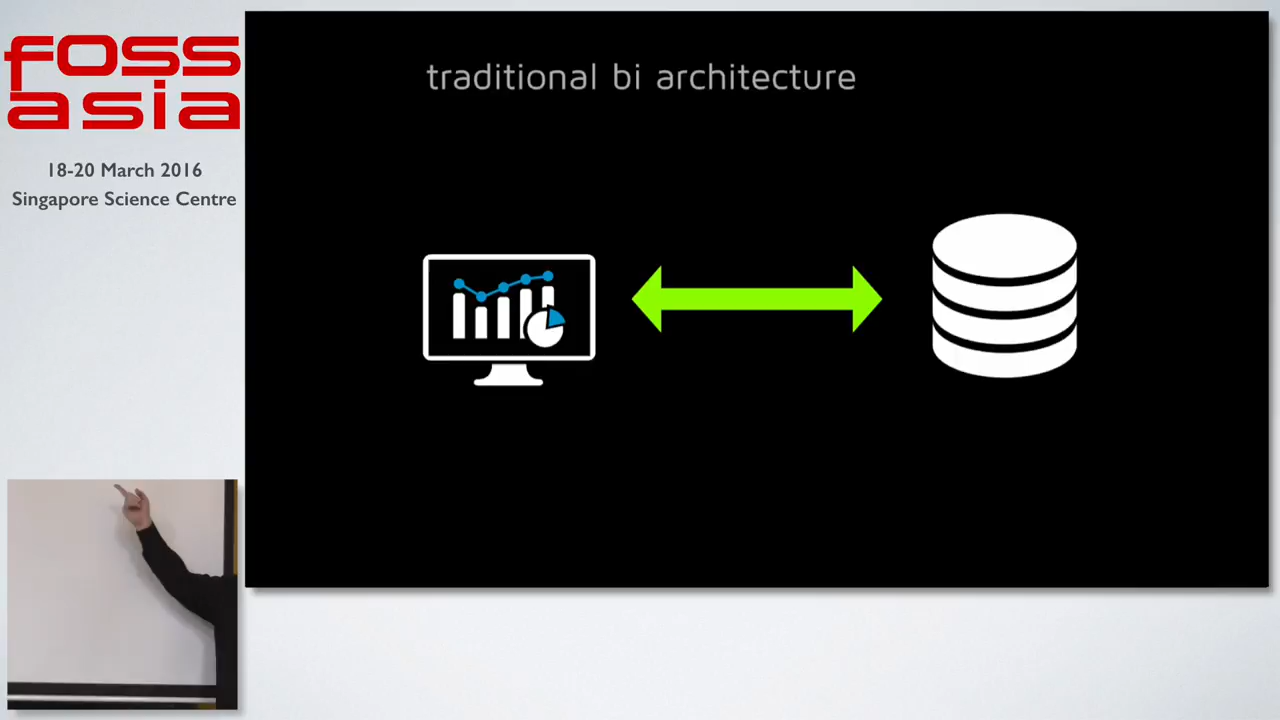 foss
asia
18-20 March 2016
Singapore Science Centre
traditional bi architecture